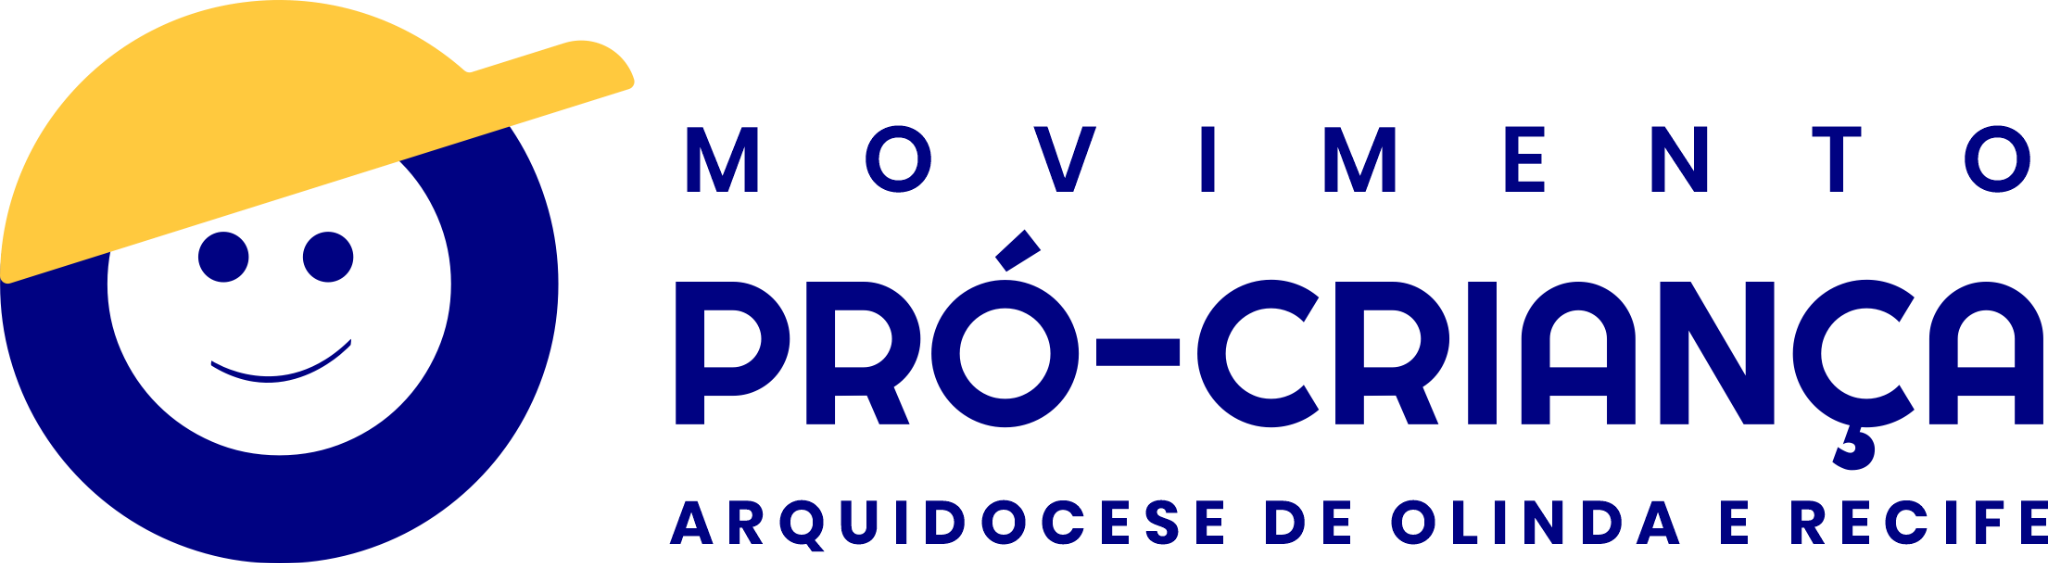 MOVIMENTO
PRÓ-CRIANÇA
ARQUIDOCESE DE OLINDA E RECIFE